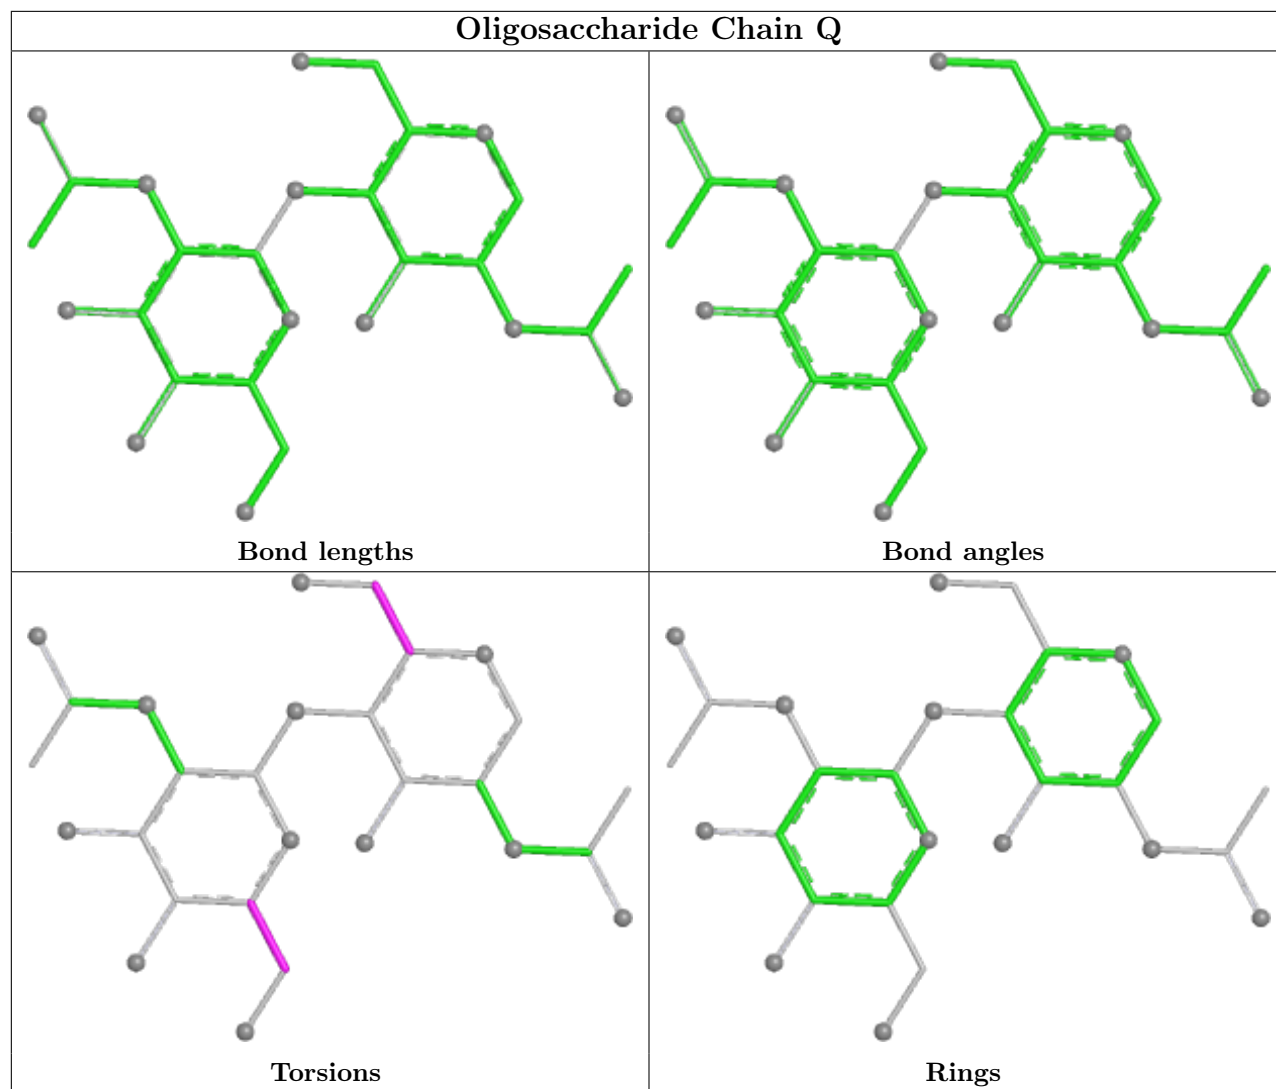 Oligosaccharide Chain Q
Bond lengths
Bond angles
Torsions
Rings